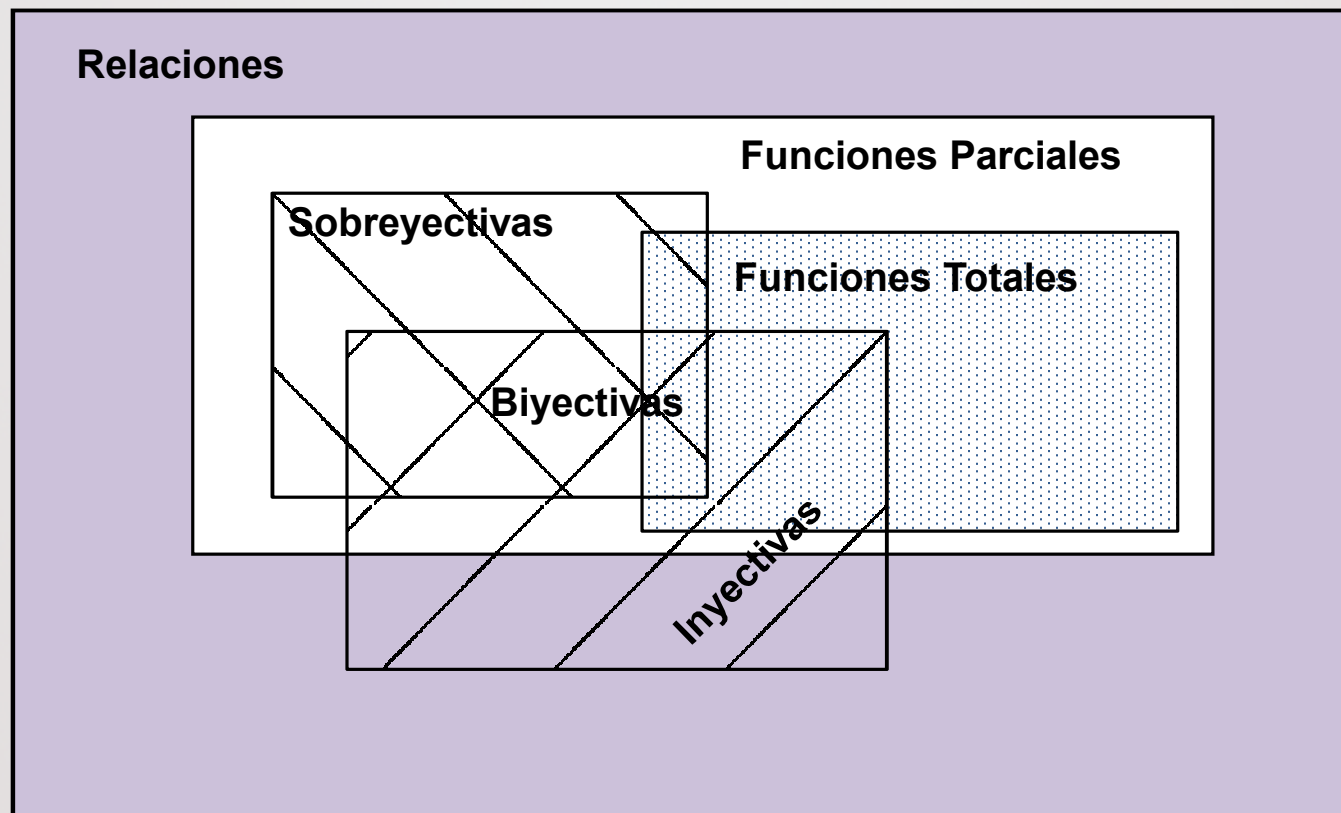 Relaciones
Funciones Parciales
Sobreyectivas
Funciones Totales
Biyectivas
Inyectivas